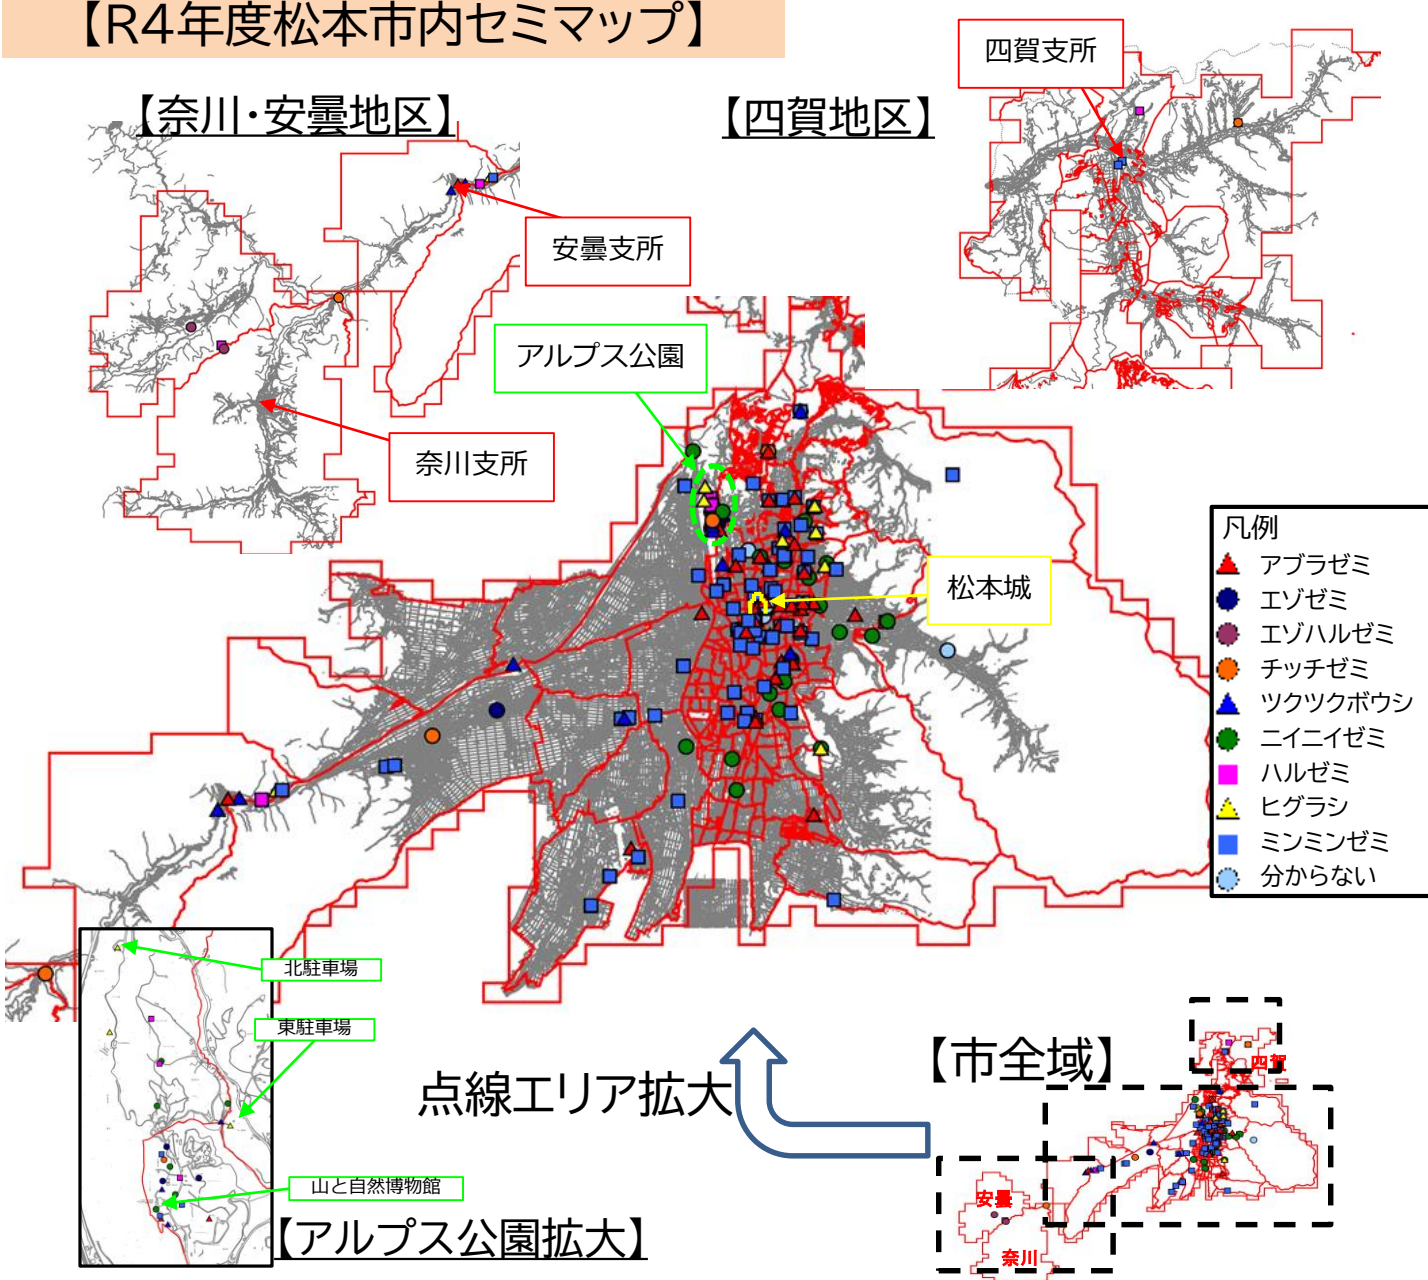 【R4年度松本市内セミマップ】
【奈川・安曇地区】
【四賀地区】
四賀支所
安曇支所
アルプス公園
奈川支所
松本城
凡例
アブラゼミ
エゾゼミ
エゾハルゼミ
チッチゼミ
ツクツクボウシ
ニイニイゼミ
ハルゼミ
ヒグラシ
ミンミンゼミ
分からない
北駐車場
東駐車場
山と自然博物館
【アルプス公園拡大】
点線エリア拡大
【市全域】
四賀
安曇
奈川